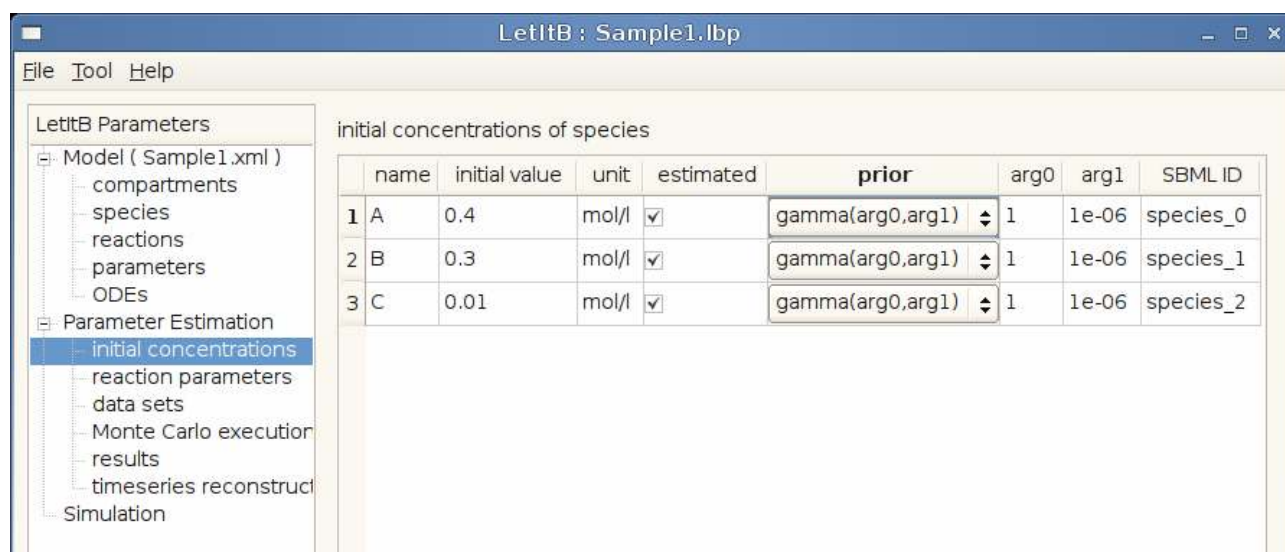 LetItB : Sample1.lbp
File Tool Help
LetItB Parameters
Model ( Sample1.xml )
compartments
species
reactions
parameters
ODEs
Parameter Estimation
initial concentrations
reaction parameters
data sets
Monte Carlo execution
results
timeseries reconstruct
Simulation
initial concentrations of species
name initial value unit estimated prior arg0 arg1 SBML ID
1 A 0.4 mol/l gamma(arg0,arg1) 1 1e-06 species_0
2 B 0.3 mol/l gamma(arg0,arg1) 1 1e-06 species_1
3 C 0.01 mol/l gamma(arg0,arg1) 1 1e-06 species_2